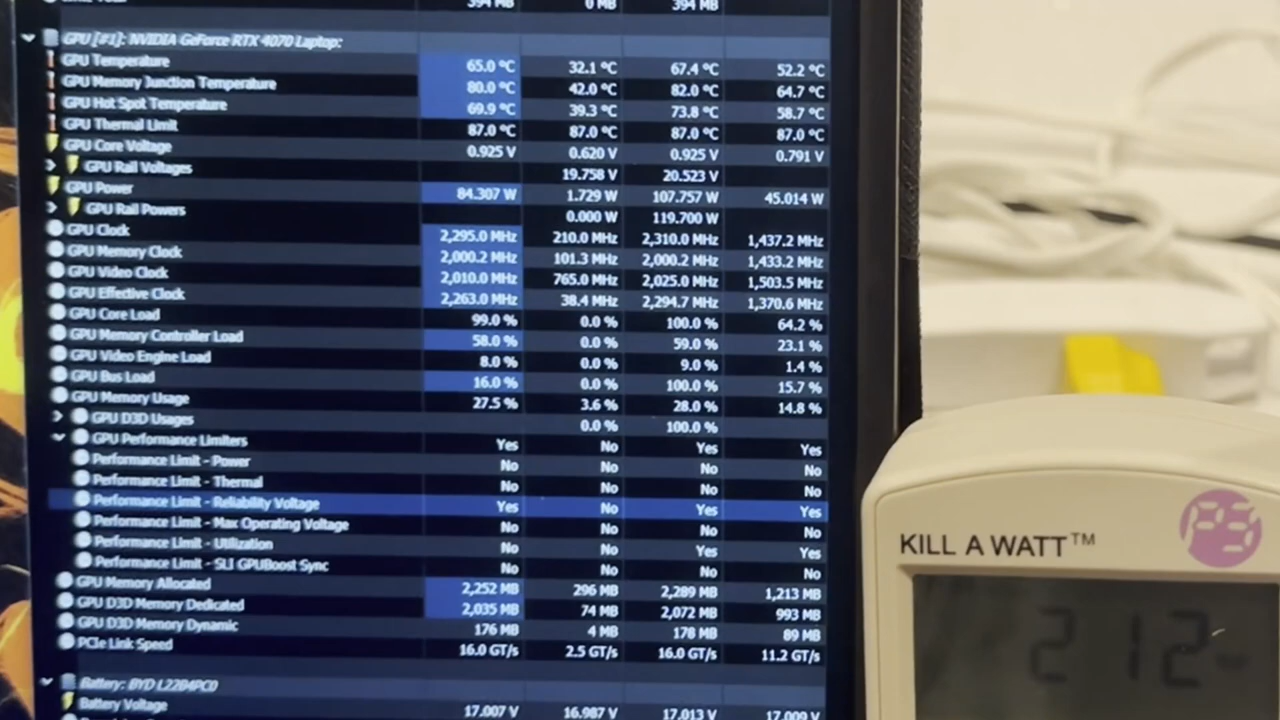 394 MB 0 MB 394 MB
GPU [#1]: NVIDIA GeForce RTX 4070 Laptop:
GPU Temperature 65.0 °C 32.1 °C 67.4 °C 52.2 °C
GPU Memory Junction Temperature 80.0 °C 42.0 °C 82.0 °C 64.7 °C
GPU Hot Spot Temperature 69.9 °C 39.3 °C 73.8 °C 58.7 °C
GPU Thermal Limit 87.0 °C 87.0 °C 87.0 °C 87.0 °C
GPU Core Voltage 0.925 V 0.620 V 0.925 V 0.791 V
GPU Rail Voltages 19.758 V 20.523 V
GPU Power 84.307 W 1.729 W 107.757 W 45.014 W
GPU Rail Powers 0.000 W 119.700 W
GPU Clock 2,295.0 MHz 210.0 MHz 2,310.0 MHz 1,437.2 MHz
GPU Memory Clock 2,000.2 MHz 101.3 MHz 2,000.2 MHz 1,433.2 MHz
GPU Video Clock 2,010.0 MHz 765.0 MHz 2,025.0 MHz 1,503.5 MHz
GPU Effective Clock 2,263.0 MHz 38.4 MHz 2,294.7 MHz 1,370.6 MHz
GPU Core Load 99.0 % 0.0 % 100.0 % 64.2 %
GPU Memory Controller Load 58.0 % 0.0 % 59.0 % 23.1 %
GPU Video Engine Load 8.0 % 0.0 % 9.0 % 1.4 %
GPU Bus Load 16.0 % 0.0 % 100.0 % 15.7 %
GPU Memory Usage 27.5 % 3.6 % 28.0 % 14.8 %
GPU D3D Usages 0.0 % 100.0 %
GPU Performance Limiters Yes No Yes Yes
Performance Limit - Power No No No No
Performance Limit - Thermal No No No No
Performance Limit - Reliability Voltage Yes No Yes Yes
Performance Limit - Max Operating Voltage No No No No
Performance Limit - Utilization No No Yes Yes
Performance Limit - SLI GPUBoost Sync No No No No
GPU Memory Allocated 2,252 MB 296 MB 2,289 MB 1,213 MB
GPU D3D Memory Dedicated 2,035 MB 74 MB 2,072 MB 993 MB
GPU D3D Memory Dynamic 176 MB 4 MB 178 MB 89 MB
PCIe Link Speed 16.0 GT/s 2.5 GT/s 16.0 GT/s 11.2 GT/s
Battery: BYD L22B4PC0
Battery Voltage 17.007 V 16.987 V 17.013 V 17.009 V
P3
KILL A WATT™
212